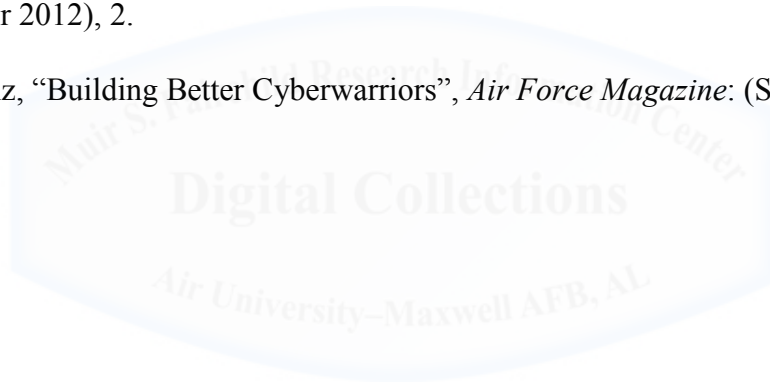 r 2012), 2.
z, “Building Better Cyberwarriors”, Air Force Magazine: (S
Muir S. Fairchild Research Information Center
Digital Collections
Air University–Maxwell AFB, AL